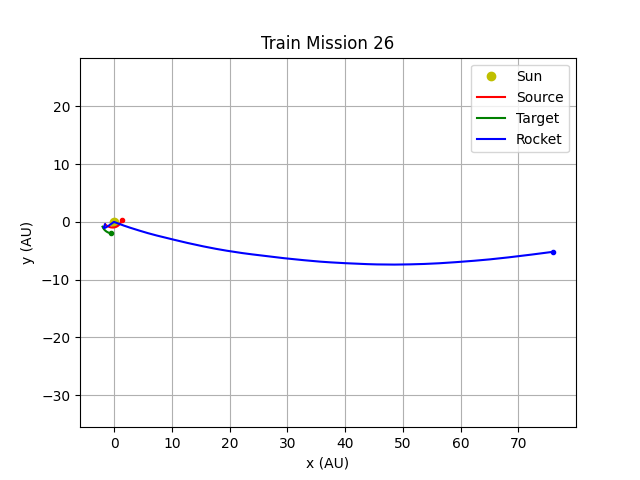 Train Mission 26
Sun
Source
Target
Rocket
y (AU)
20
10
0
−10
−20
−30
0 10 20 30 40 50 60 70
x (AU)